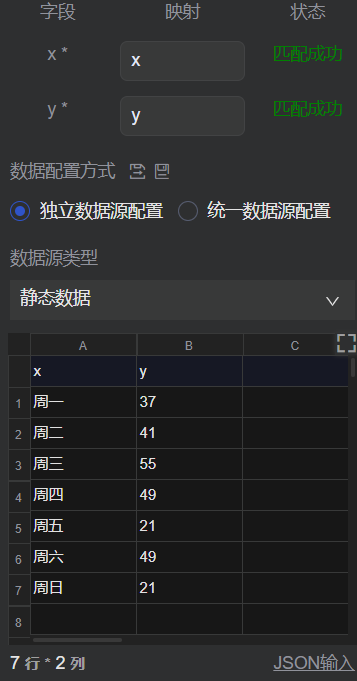 字段 映射 状态
x * x 匹配成功
y * y 匹配成功
数据配置方式
独立数据源配置 统一数据源配置
数据源类型
静态数据
A B C
x y
1 周一 37
2 周二 41
3 周三 55
4 周四 49
5 周五 21
6 周六 49
7 周日 21
8
7 行 * 2 列 JSON输入